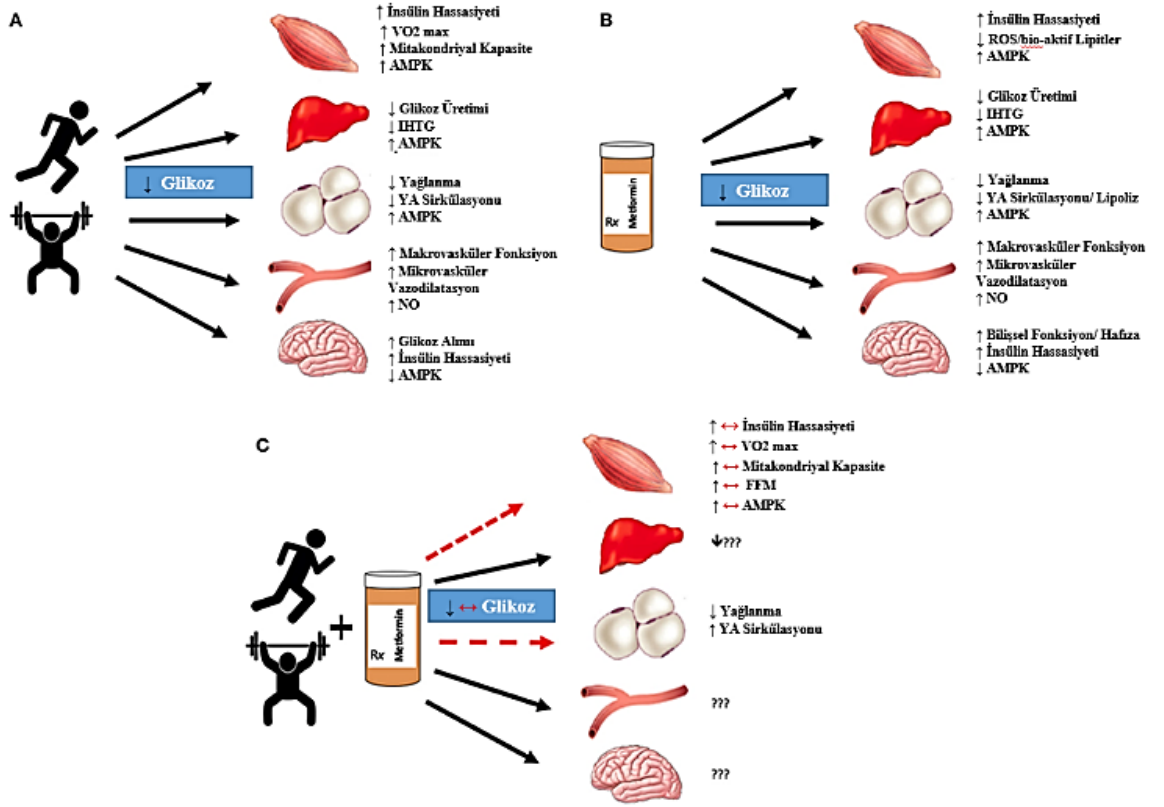 A
↑ İnsülin Hassasiyeti
↑ VO2 max
↑ Mitakondriyal Kapasite
↑ AMPK
↓ Glikoz Üretimi
↓ IHTG
↑ AMPK
↓ Glikoz
↓ Yağlanma
↓ YA Sirkülasyonu
↑ AMPK
↑ Makrovasküler Fonksiyon
↑ Mikrovasküler
Vazodilatasyon
↑ NO
↑ Glikoz Alımı
↑ İnsülin Hassasiyeti
↓ AMPK
B
↑ İnsülin Hassasiyeti
↓ ROS/bio-aktif Lipitler
↑ AMPK
↓ Glikoz Üretimi
↓ IHTG
↑ AMPK
Rx
Metformin
↓ Glikoz
↓ Yağlanma
↓ YA Sirkülasyonu/ Lipoliz
↑ AMPK
↑ Makrovasküler Fonksiyon
↑ Mikrovasküler
Vazodilatasyon
↑ NO
↑ Bilişsel Fonksiyon/ Hafıza
↑ İnsülin Hassasiyeti
↓ AMPK
C
↑ ↔ İnsülin Hassasiyeti
↑ ↔ VO2 max
↑ ↔ Mitakondriyal Kapasite
↑ ↔ FFM
↑ ↔ AMPK
↓???
+
Rx
Metformin
↓ ↔ Glikoz
↓ Yağlanma
↑ YA Sirkülasyonu
???
???